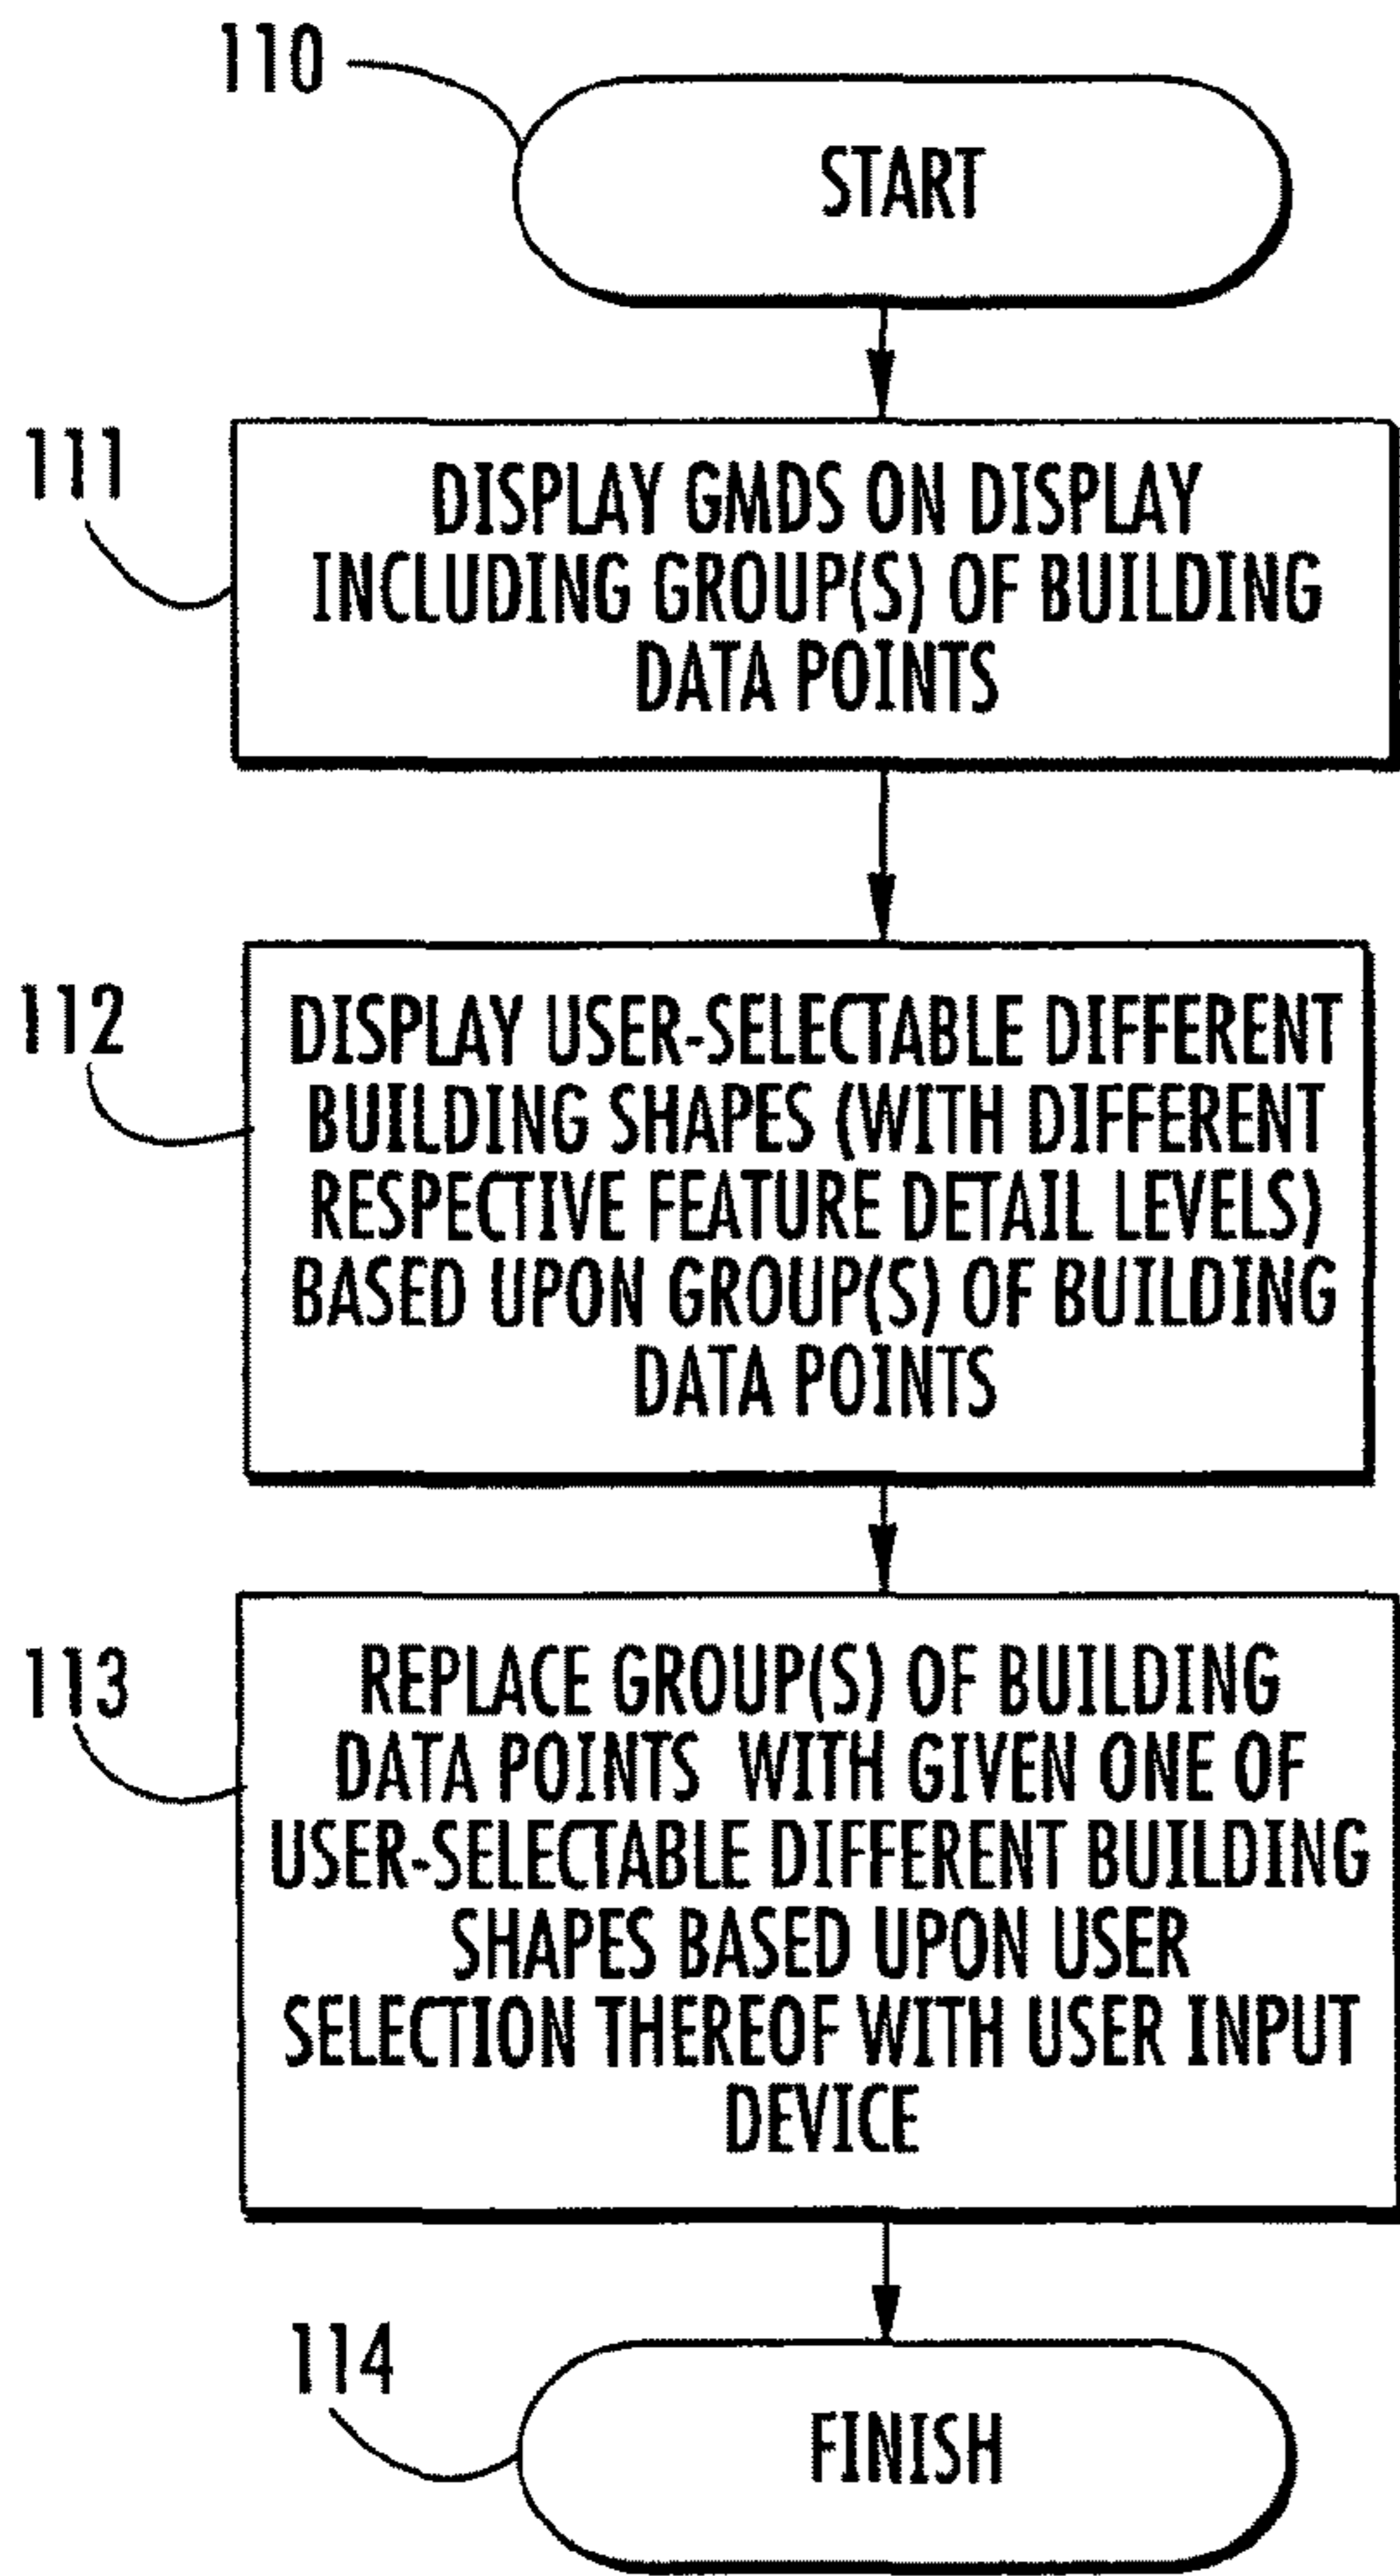 110
START
111
DISPLAY GMDS ON DISPLAY
INCLUDING GROUP(S) OF BUILDING
DATA POINTS
112
DISPLAY USER-SELECTABLE DIFFERENT
BUILDING SHAPES (WITH DIFFERENT
RESPECTIVE FEATURE DETAIL LEVELS)
BASED UPON GROUP(S) OF BUILDING
DATA POINTS
113
REPLACE GROUP(S) OF BUILDING
DATA POINTS WITH GIVEN ONE OF
USER-SELECTABLE DIFFERENT BUILDING
SHAPES BASED UPON USER
SELECTION THEREOF WITH USER INPUT
DEVICE
114
FINISH